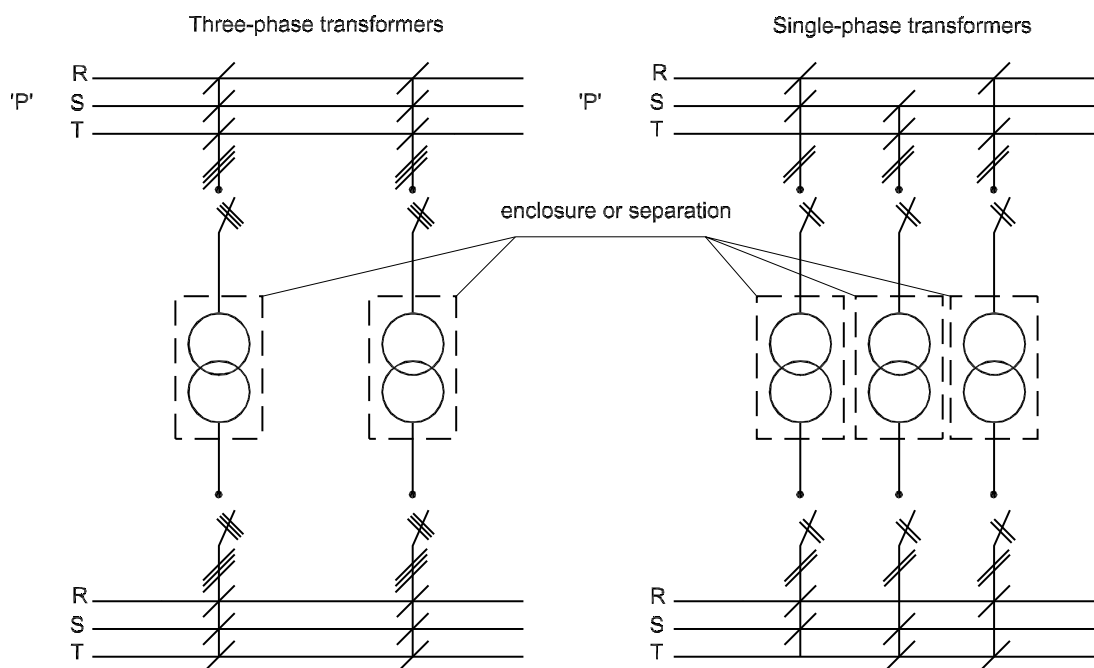 Three-phase transformers
Single-phase transformers
R
'P'
S
T
R
'P'
S
T
enclosure or separation
R
S
T
R
S
T